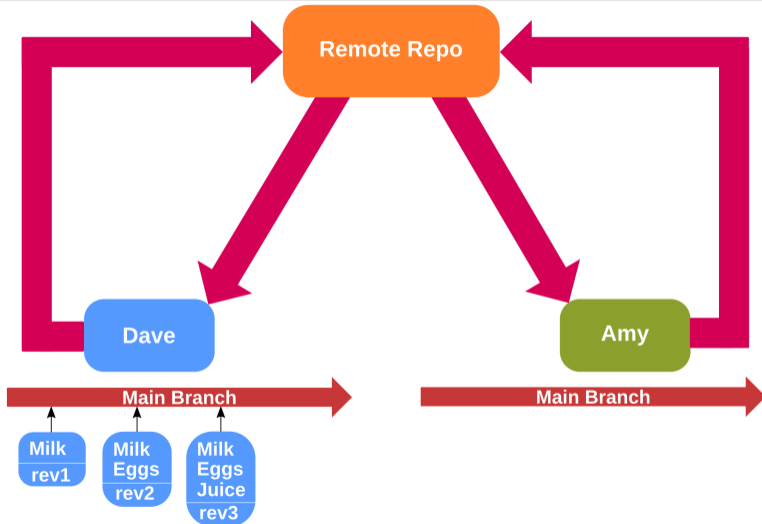 Remote Repo
Dave
Amy
Main Branch
Main Branch
Milk
rev1
Milk
Eggs
rev2
Milk
Eggs
Juice
rev3